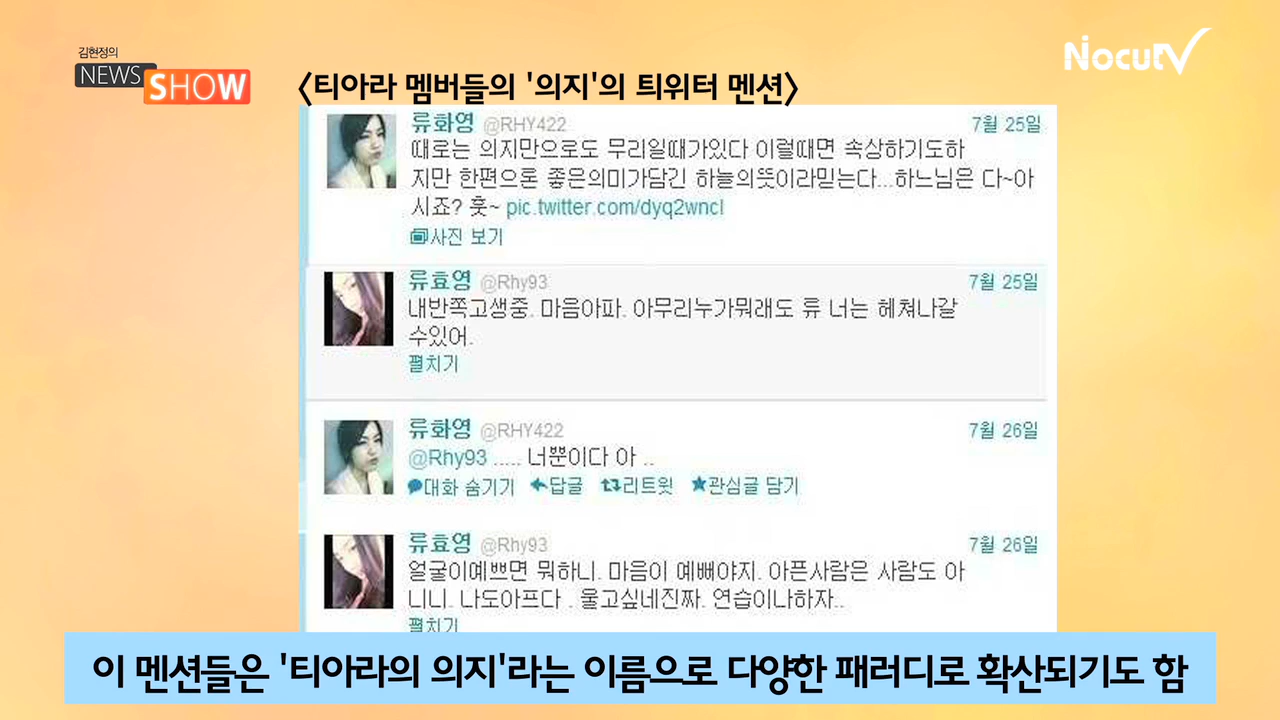 김현정의
NEWS SHOW
NocutV
<티아라 멤버들의 '의지'의 틔위터 멘션>
류화영 @RHY422 7월 25일
때로는 의지만으로도 무리일때가있다 이럴때면 속상하기도하
지만 한편으론 좋은의미가담긴 하늘의뜻이라믿는다...하느님은 다~아
시죠? 훗~ pic.twitter.com/dyq2wncl
사진 보기
류효영 @Rhy93 7월 25일
내반쪽고생중. 마음아파. 아무리누가뭐래도 류 너는 헤쳐나갈
수있어.
펼치기
류화영 @RHY422 7월 26일
@Rhy93 ..... 너뿐이다 아 ..
대화 숨기기 답글 리트윗 관심글 담기
류효영 @Rhy93 7월 26일
얼굴이예쁘면 뭐하니. 마음이 예뻐야지. 아픈사람은 사람도 아
니니. 나도아프다 . 울고싶네진짜. 연습이나하자..
펼치기
이 멘션들은 '티아라의 의지'라는 이름으로 다양한 패러디로 확산되기도 함